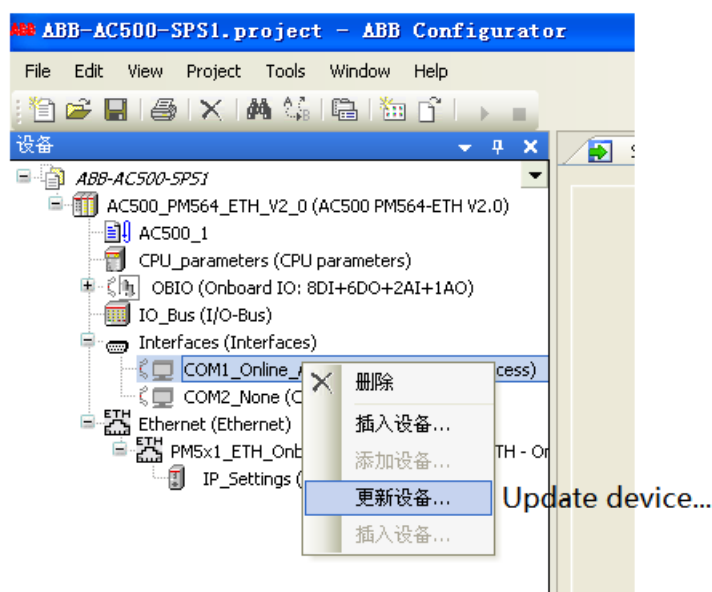 ABB-AC500-SPS1.project - ABB Configurator
File Edit View Project Tools Window Help
设备
ABB-AC500-SPS1
AC500_PM564_ETH_V2_0 (AC500 PM564-ETH V2.0)
AC500_1
CPU_parameters (CPU parameters)
OBIO (Onboard IO: 8DI+6DO+2AI+1AO)
IO_Bus (I/O-Bus)
Interfaces (Interfaces)
COM1_Online_ cess)
COM2_None (C
Ethernet (Ethernet)
PM5x1_ETH_Onb TH - Or
IP_Settings (
删除
插入设备...
添加设备...
更新设备... Update device...
插入设备...